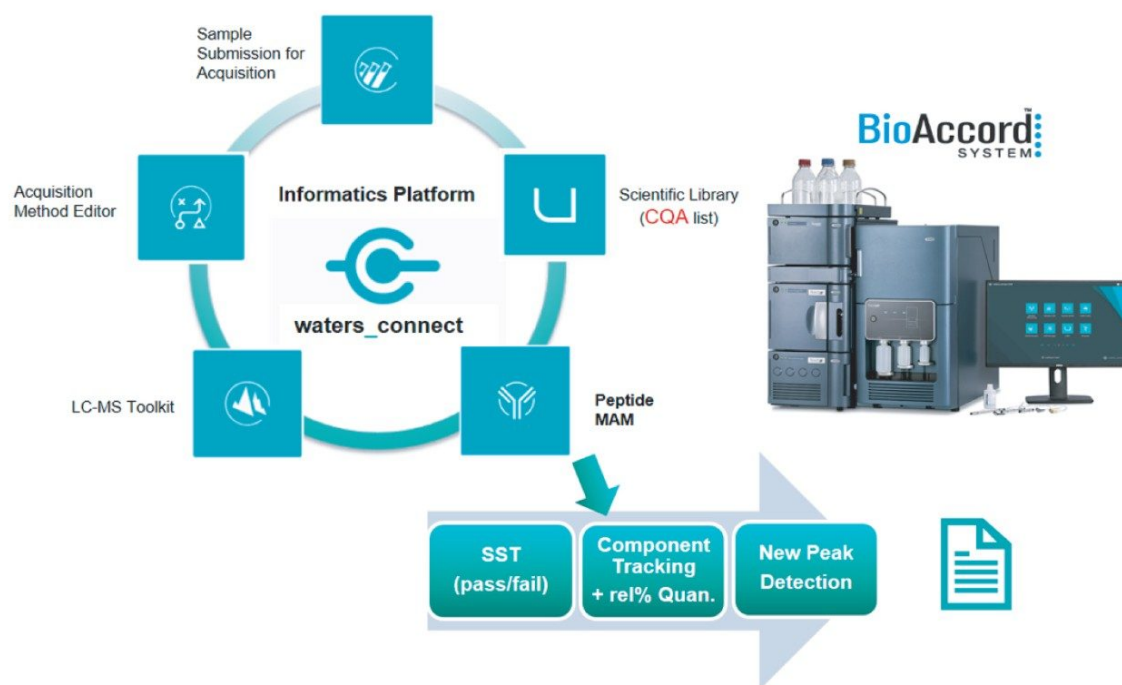 Sample
Submission for
Acquisition
Acquisition
Method Editor
Informatics Platform
waters_connect
Scientific Library
(CQA list)
LC-MS Toolkit
Peptide
MAM
BioAccord™
SYSTEM
SST
(pass/fail)
Component
Tracking
+ rel% Quan.
New Peak
Detection